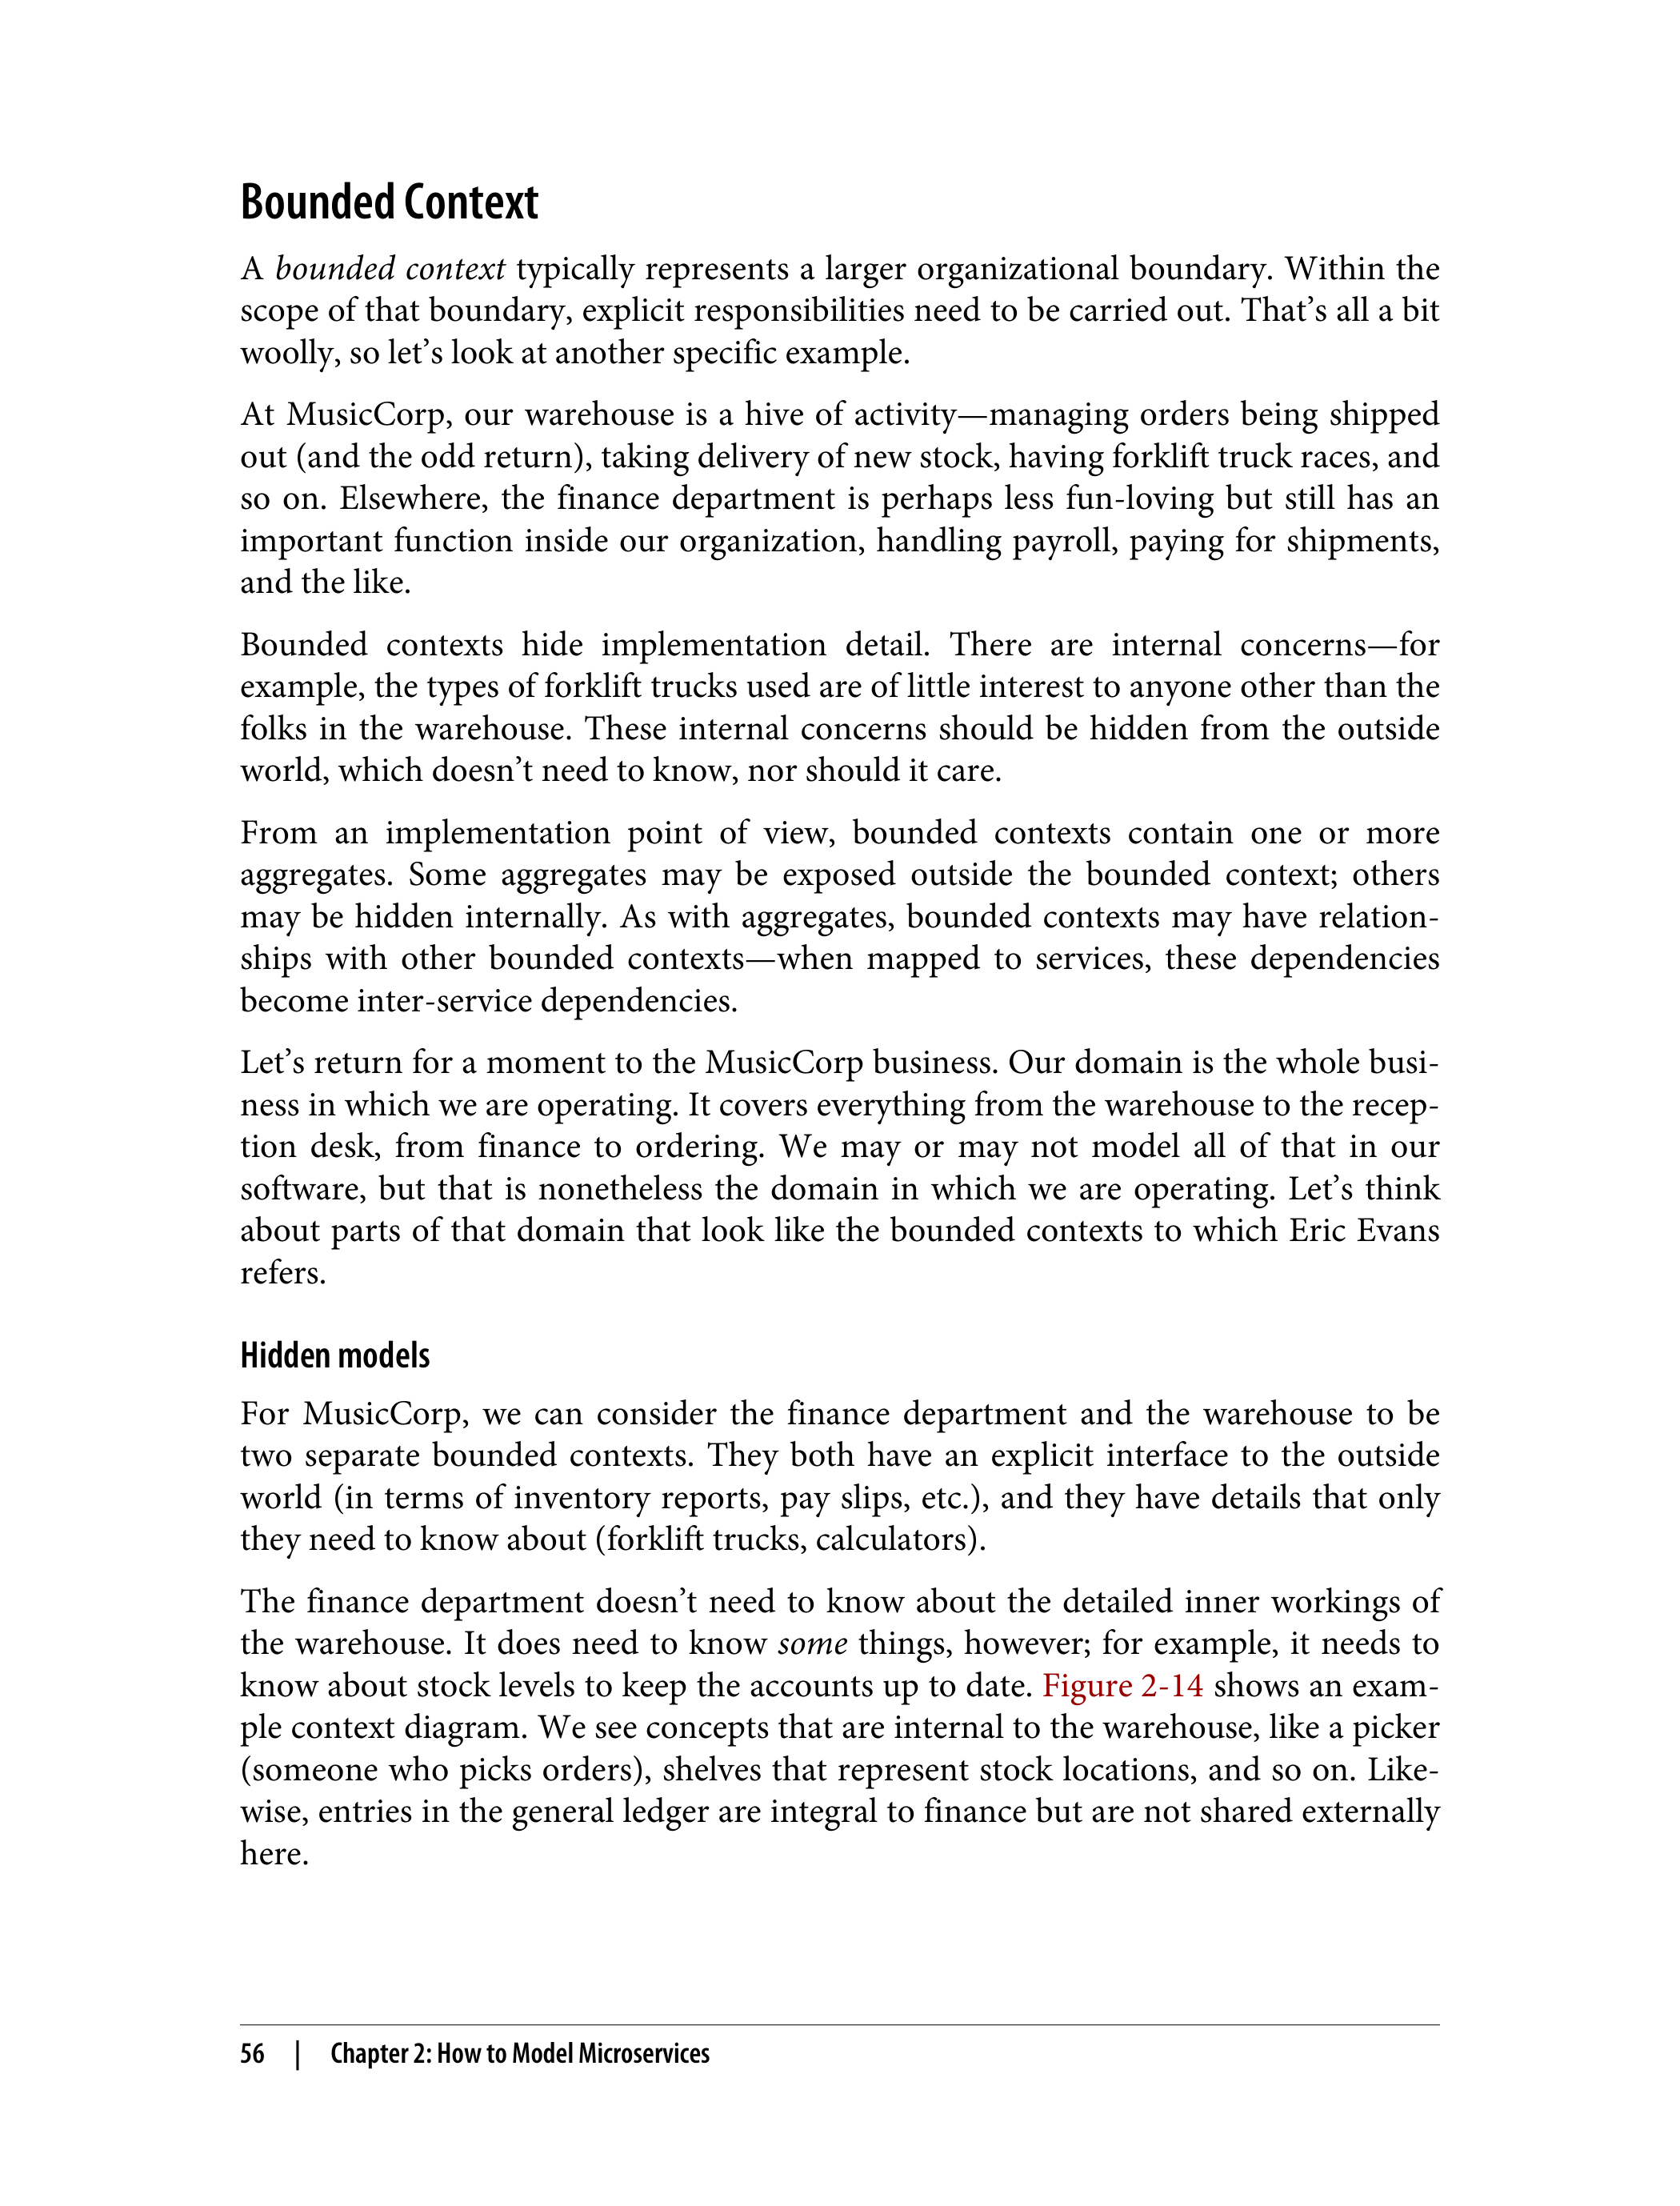 Bounded Context
A bounded context typically represents a larger organizational boundary. Within the
scope of that boundary, explicit responsibilities need to be carried out. That’s all a bit
woolly, so let’s look at another specific example.
At MusicCorp, our warehouse is a hive of activity—managing orders being shipped
out (and the odd return), taking delivery of new stock, having forklift truck races, and
so on. Elsewhere, the finance department is perhaps less fun-loving but still has an
important function inside our organization, handling payroll, paying for shipments,
and the like.
Bounded contexts hide implementation detail. There are internal concerns—for
example, the types of forklift trucks used are of little interest to anyone other than the
folks in the warehouse. These internal concerns should be hidden from the outside
world, which doesn’t need to know, nor should it care.
From an implementation point of view, bounded contexts contain one or more
aggregates. Some aggregates may be exposed outside the bounded context; others
may be hidden internally. As with aggregates, bounded contexts may have relation-
ships with other bounded contexts—when mapped to services, these dependencies
become inter-service dependencies.
Let’s return for a moment to the MusicCorp business. Our domain is the whole busi-
ness in which we are operating. It covers everything from the warehouse to the recep-
tion desk, from finance to ordering. We may or may not model all of that in our
software, but that is nonetheless the domain in which we are operating. Let’s think
about parts of that domain that look like the bounded contexts to which Eric Evans
refers.
Hidden models
For MusicCorp, we can consider the finance department and the warehouse to be
two separate bounded contexts. They both have an explicit interface to the outside
world (in terms of inventory reports, pay slips, etc.), and they have details that only
they need to know about (forklift trucks, calculators).
The finance department doesn’t need to know about the detailed inner workings of
the warehouse. It does need to know some things, however; for example, it needs to
know about stock levels to keep the accounts up to date. Figure 2-14 shows an exam-
ple context diagram. We see concepts that are internal to the warehouse, like a picker
(someone who picks orders), shelves that represent stock locations, and so on. Like-
wise, entries in the general ledger are integral to finance but are not shared externally
here.
56 | Chapter 2: How to Model Microservices